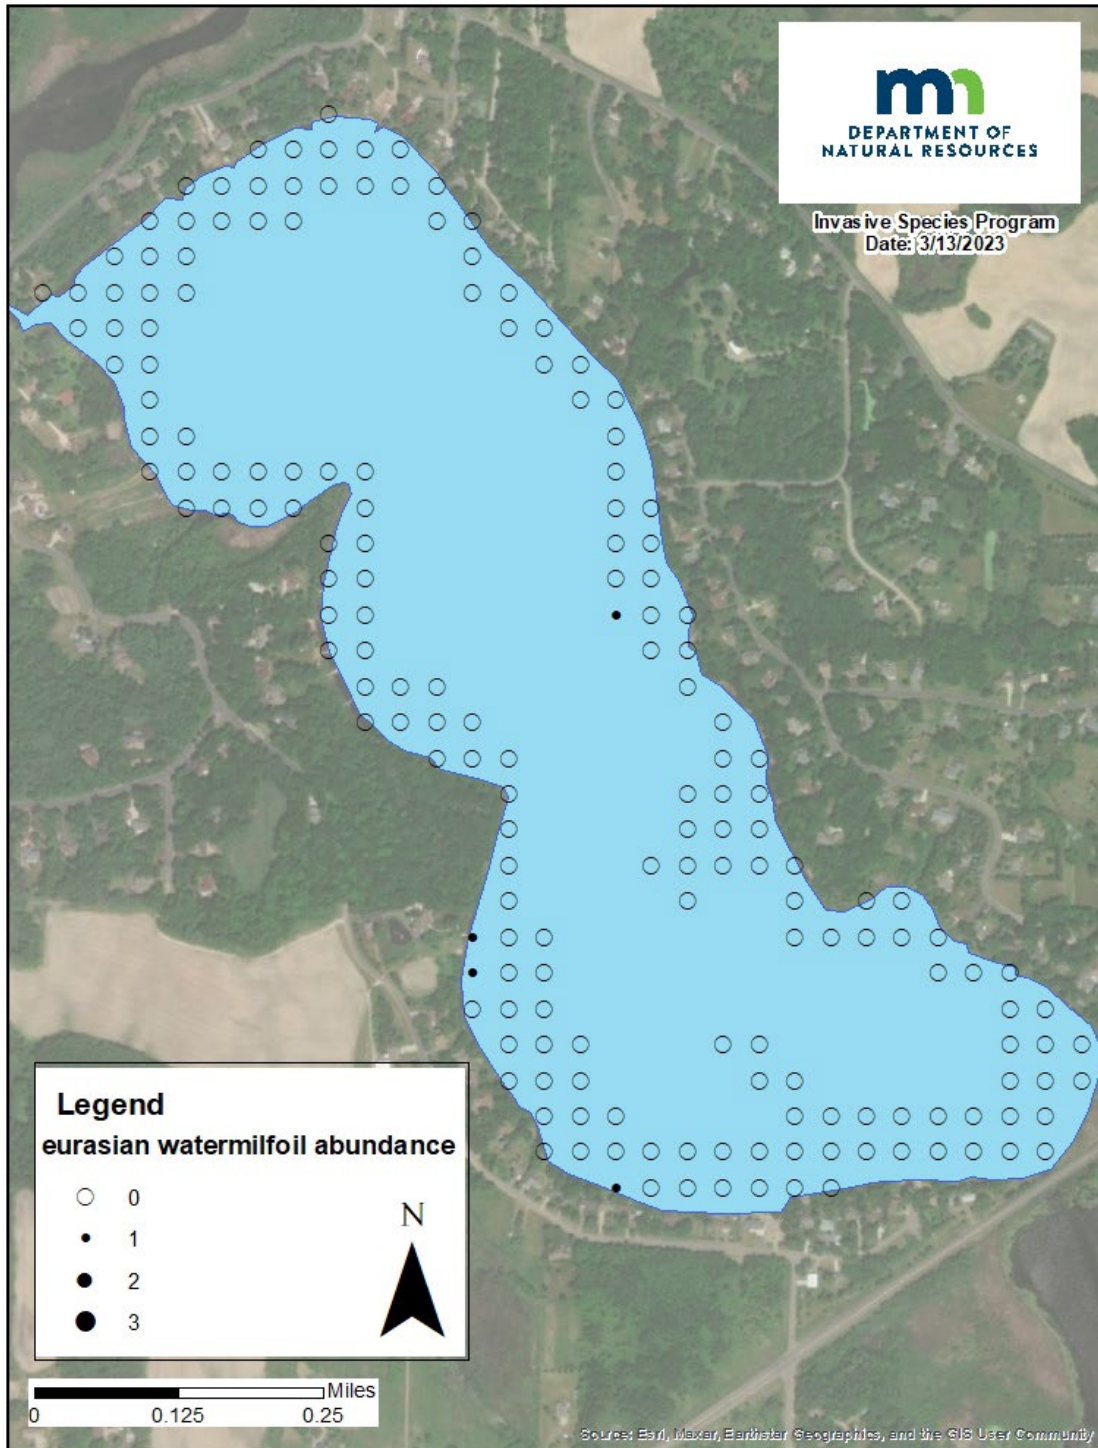 mn
DEPARTMENT OF
NATURAL RESOURCES
Invasive Species Program
Date: 3/13/2023
Legend
eurasian watermilfoil abundance
0
1
2
3
N
Miles
0 0.125 0.25
Source: Esri, Maxar, Earthstar Geographics, and the GIS User Community